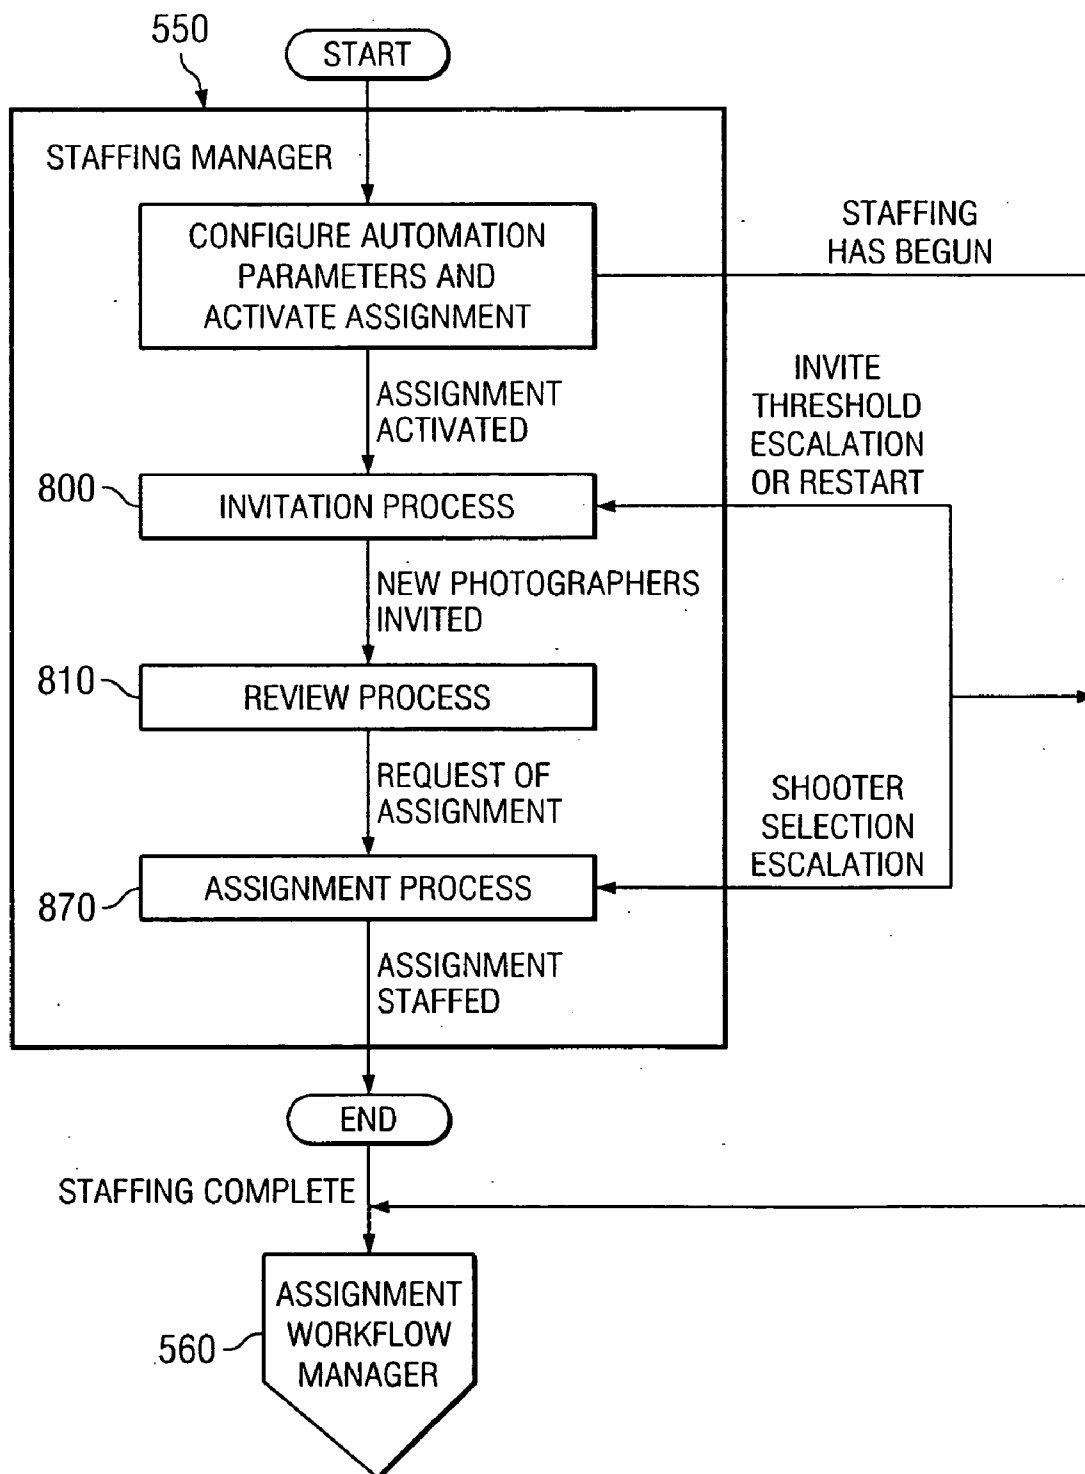 550
START
STAFFING MANAGER
CONFIGURE AUTOMATION
PARAMETERS AND
ACTIVATE ASSIGNMENT
STAFFING
HAS BEGUN
ASSIGNMENT
ACTIVATED
INVITE
THRESHOLD
ESCALATION
OR RESTART
800
INVITATION PROCESS
NEW PHOTOGRAPHERS
INVITED
810
REVIEW PROCESS
REQUEST OF
ASSIGNMENT
SHOOTER
SELECTION
ESCALATION
870
ASSIGNMENT PROCESS
ASSIGNMENT
STAFFED
END
STAFFING COMPLETE
ASSIGNMENT
WORKFLOW
MANAGER
560